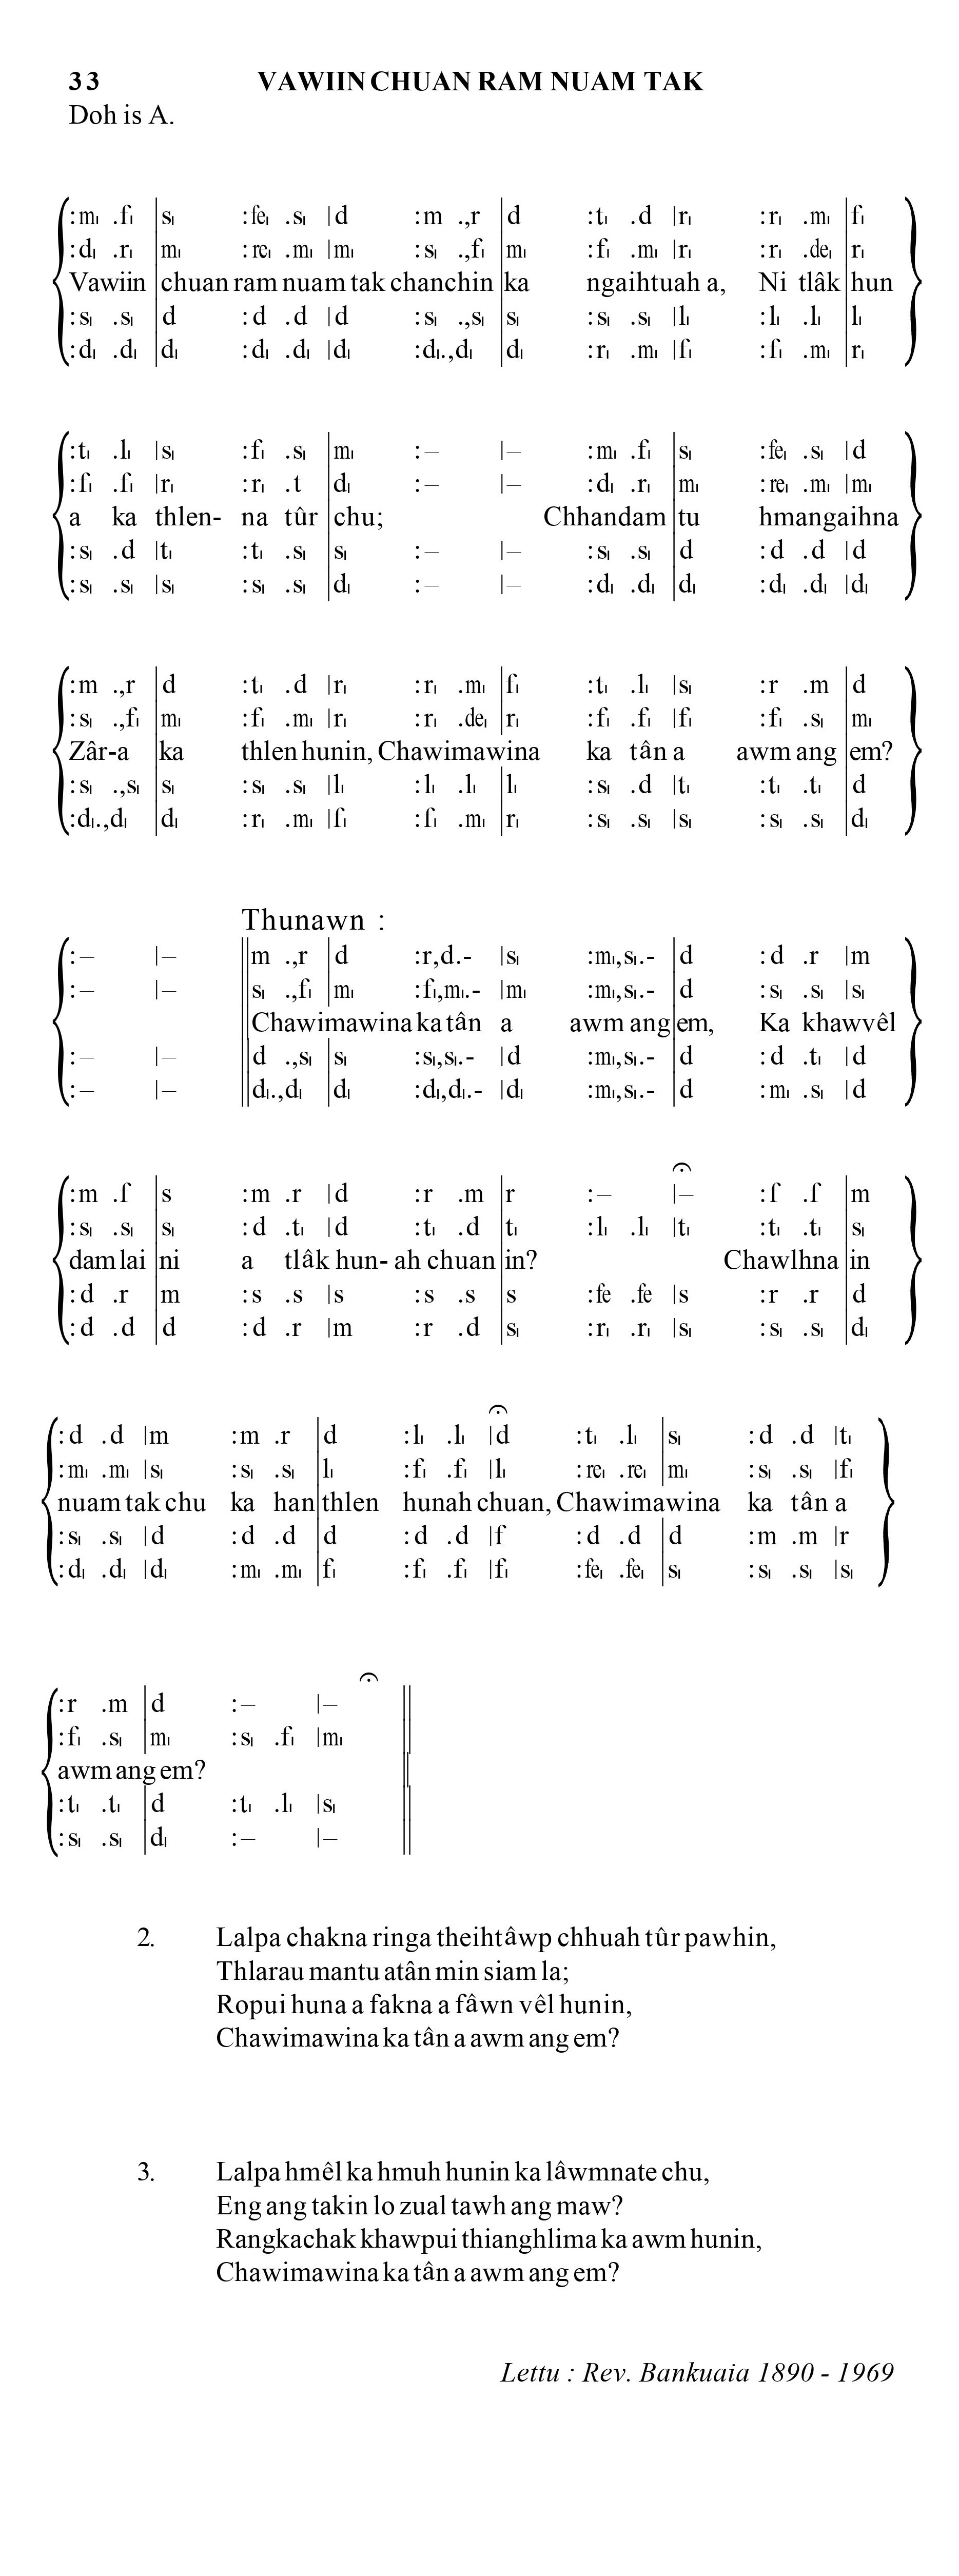 33 VAWIIN CHUAN RAM NUAM TAK
Doh is A.
:m₁ .f₁ |s₁ :fe₁ .s₁ |d :m .,r |d :t₁ .d |r₁ :r₁ .m₁ |f₁
:d₁ .r₁ |m₁ :re₁ .m₁ |m₁ :s₁ .,f₁ |m₁ :f₁ .m₁ |r₁ :r₁ .de₁ |r₁
Vawiin chuan ram nuam tak chanchin ka ngaihtuah a, Ni tlâk hun
:s₁ .s₁ |d :d .d |d :s₁ .,s₁ |s₁ :s₁ .s₁ |l₁ :l₁ .l₁ |l₁
:d₁ .d₁ |d₁ :d₁ .d₁ |d₁ :d₁.,d₁ |d₁ :r₁ .m₁ |f₁ :f₁ .m₁ |r₁
:t₁ .l₁ |s₁ :f₁ .s₁ |m₁ :– |– :m₁ .f₁ |s₁ :fe₁ .s₁ |d
:f₁ .f₁ |r₁ :r₁ .t |d₁ :– |– :d₁ .r₁ |m₁ :re₁ .m₁ |m₁
a ka thlen- na tûr chu; Chhandam tu hmangaihna
:s₁ .d |t₁ :t₁ .s₁ |s₁ :– |– :s₁ .s₁ |d :d .d |d
:s₁ .s₁ |s₁ :s₁ .s₁ |d₁ :– |– :d₁ .d₁ |d₁ :d₁ .d₁ |d₁
:m .,r |d :t₁ .d |r₁ :r₁ .m₁ |f₁ :t₁ .l₁ |s₁ :r .m |d
:s₁ .,f₁ |m₁ :f₁ .m₁ |r₁ :r₁ .de₁ |r₁ :f₁ .f₁ |f₁ :f₁ .s₁ |m₁
Zâr-a ka thlen hunin, Chawimawina ka tân a awm ang em?
:s₁ .,s₁ |s₁ :s₁ .s₁ |l₁ :l₁ .l₁ |l₁ :s₁ .d |t₁ :t₁ .t₁ |d
:d₁.,d₁ |d₁ :r₁ .m₁ |f₁ :f₁ .m₁ |r₁ :s₁ .s₁ |s₁ :s₁ .s₁ |d₁
Thunawn :
:– |– ||m .,r |d :r,d.- |s₁ :m₁,s₁.- |d :d .r |m
:– |– ||s₁ .,f₁ |m₁ :f₁,m₁.- |m₁ :m₁,s₁.- |d :s₁ .s₁ |s₁
Chawimawina ka tân a awm ang em, Ka khawvêl
:– |– ||d .,s₁ |s₁ :s₁,s₁.- |d :m₁,s₁.- |d :d .t₁ |d
:– |– ||d₁.,d₁ |d₁ :d₁,d₁.- |d₁ :m₁,s₁.- |d :m₁ .s₁ |d
:m .f |s :m .r |d :r .m |r :– |– :f .f |m
:s₁ .s₁ |s₁ :d .t₁ |d :t₁ .d |t₁ :l₁ .l₁ |t₁ :t₁ .t₁ |s₁
dam lai ni a tlâk hun- ah chuan in? Chawlhna in
:d .r |m :s .s |s :s .s |s :fe .fe |s :r .r |d
:d .d |d :d .r |m :r .d |s₁ :r₁ .r₁ |s₁ :s₁ .s₁ |d₁
:d .d |m :m .r |d :l₁ .l₁ |d :t₁ .l₁ |s₁ :d .d |t₁
:m₁ .m₁ |s₁ :s₁ .s₁ |l₁ :f₁ .f₁ |l₁ :re₁ .re₁ |m₁ :s₁ .s₁ |f₁
nuam tak chu ka han thlen hunah chuan, Chawimawina ka tân a
:s₁ .s₁ |d :d .d |d :d .d |f :d .d |d :m .m |r
:d₁ .d₁ |d₁ :m₁ .m₁ |f₁ :f₁ .f₁ |f₁ :fe₁ .fe₁ |s₁ :s₁ .s₁ |s₁
:r .m |d :– |– ||
:f₁ .s₁ |m₁ :s₁ .f₁ |m₁ ||
awm ang em?
:t₁ .t₁ |d :t₁ .l₁ |s₁ ||
:s₁ .s₁ |d₁ :– |– ||
2. Lalpa chakna ringa theihtâwp chhuah tûr pawhin,
Thlarau mantu atân min siam la;
Ropui huna a fakna a fâwn vêl hunin,
Chawimawina ka tân a awm ang em?
3. Lalpa hmêl ka hmuh hunin ka lâwmnate chu,
Eng ang takin lo zual tawh ang maw?
Rangkachak khawpui thianghlima ka awm hunin,
Chawimawina ka tân a awm ang em?
Lettu : Rev. Bankuaia 1890 - 1969